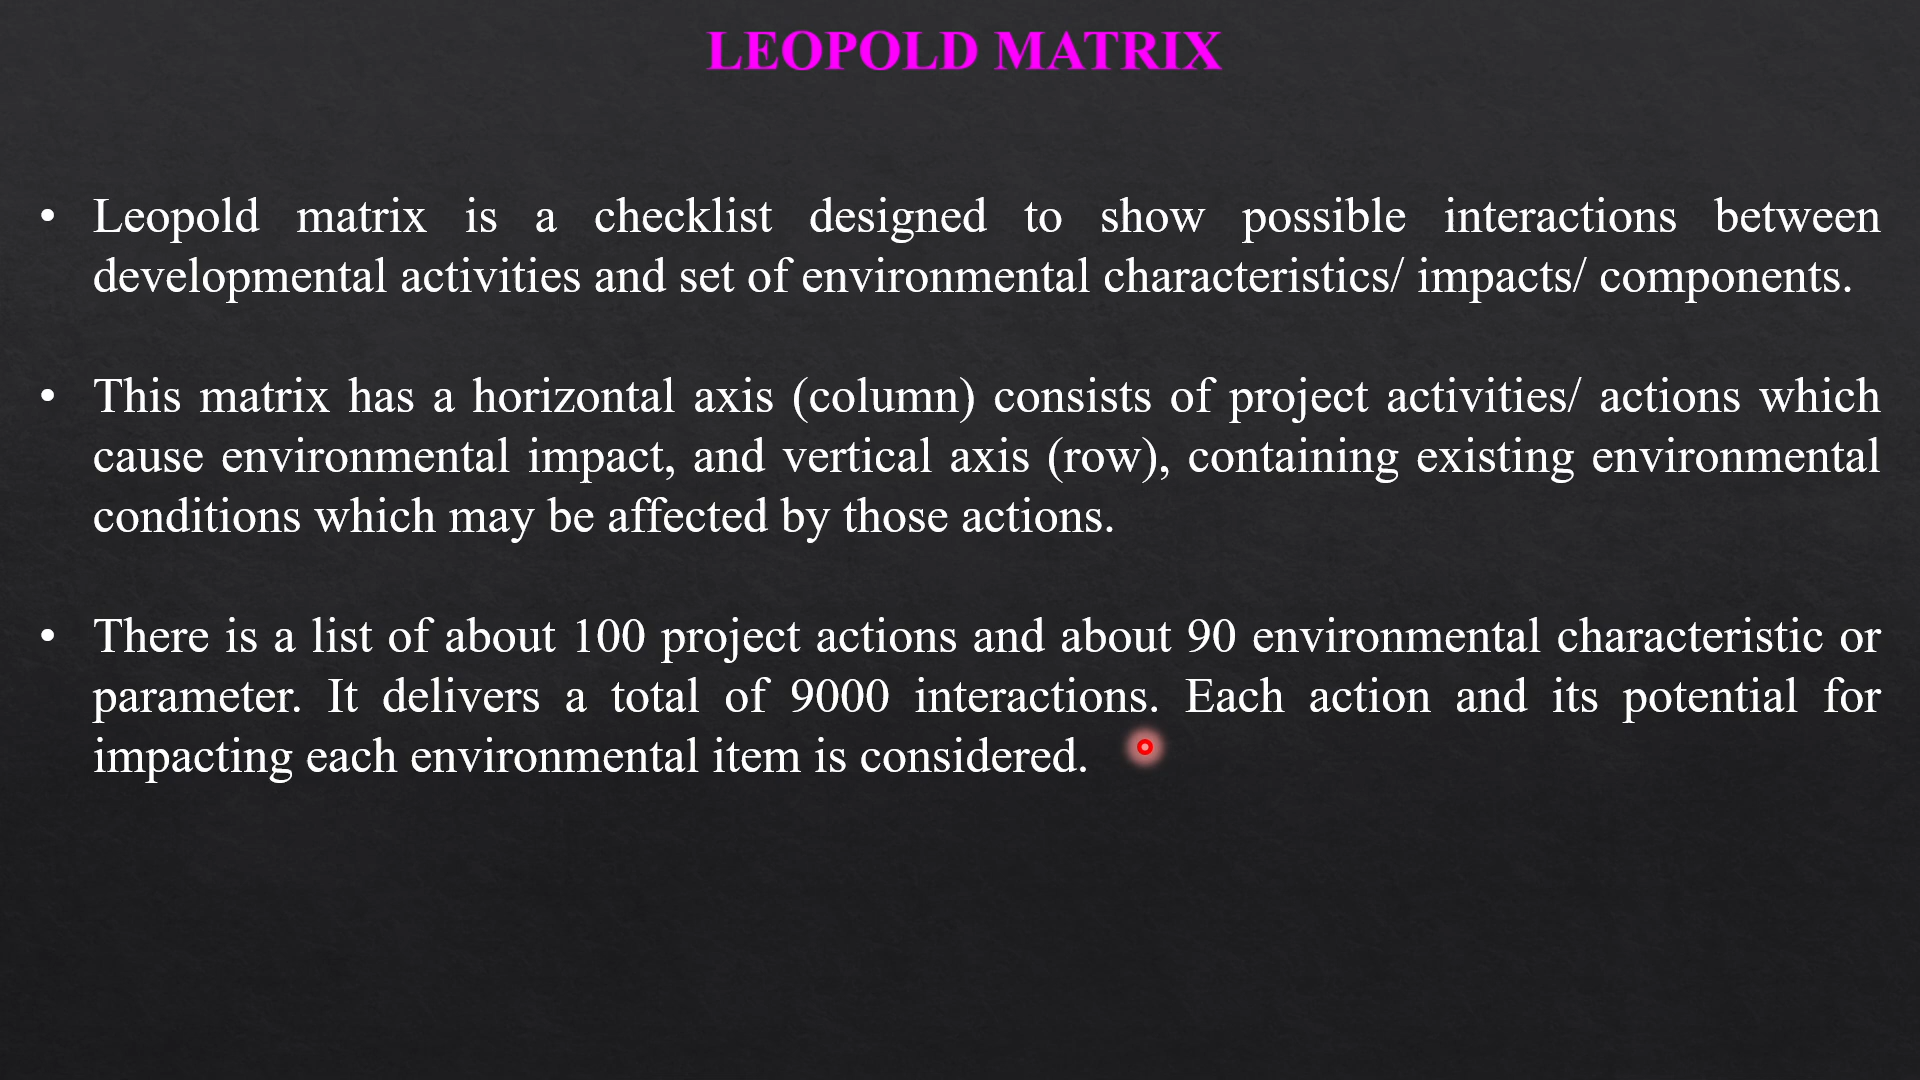 LEOPOLD MATRIX
• Leopold matrix is a checklist designed to show possible interactions between
developmental activities and set of environmental characteristics/ impacts/ components.
• This matrix has a horizontal axis (column) consists of project activities/ actions which
cause environmental impact, and vertical axis (row), containing existing environmental
conditions which may be affected by those actions.
• There is a list of about 100 project actions and about 90 environmental characteristic or
parameter. It delivers a total of 9000 interactions. Each action and its potential for
impacting each environmental item is considered.